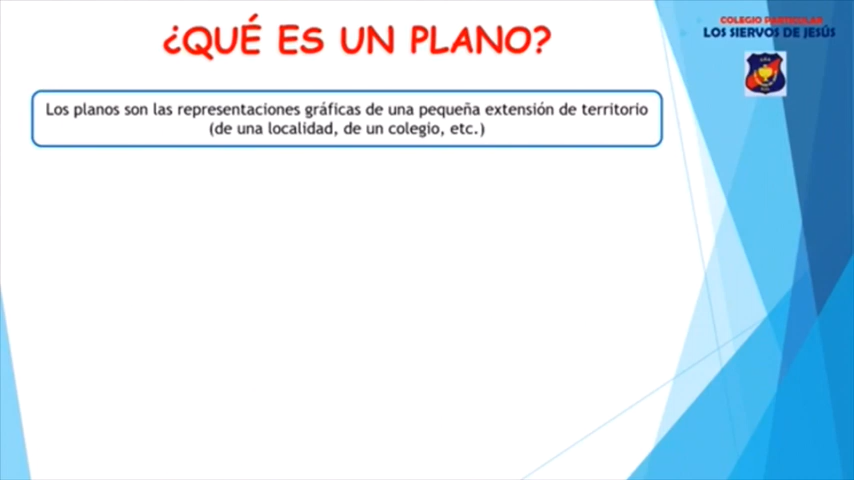 ¿QUÉ ES UN PLANO?
COLEGIO PARTICULAR
LOS SIERVOS DE JESÚS
Los planos son las representaciones gráficas de una pequeña extensión de territorio
(de una localidad, de un colegio, etc.)